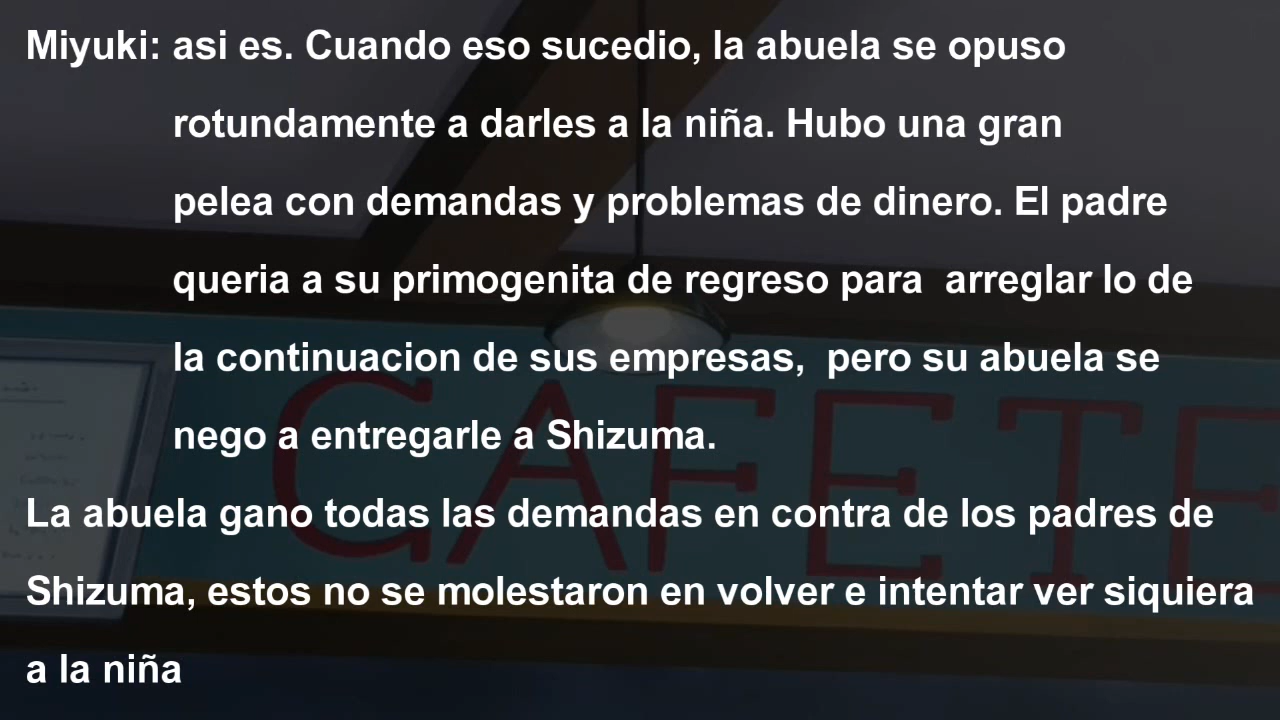 Miyuki: asi es. Cuando eso sucedio, la abuela se opuso
rotundamente a darles a la niña. Hubo una gran
pelea con demandas y problemas de dinero. El padre
queria a su primogenita de regreso para  arreglar lo de
la continuacion de sus empresas,  pero su abuela se
nego a entregarle a Shizuma.
La abuela gano todas las demandas en contra de los padres de
Shizuma, estos no se molestaron en volver e intentar ver siquiera
a la niña
CAFETE